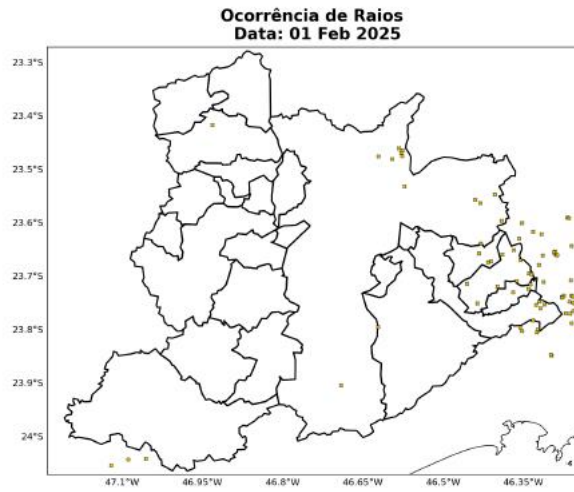 Ocorrência de Raios
Data: 01 Feb 2025
23.3°S
23.4°S
23.5°S
23.6°S
23.7°S
23.8°S
23.9°S
24°S
47.1°W
46.95°W
46.8°W
46.65°W
46.5°W
46.35°W